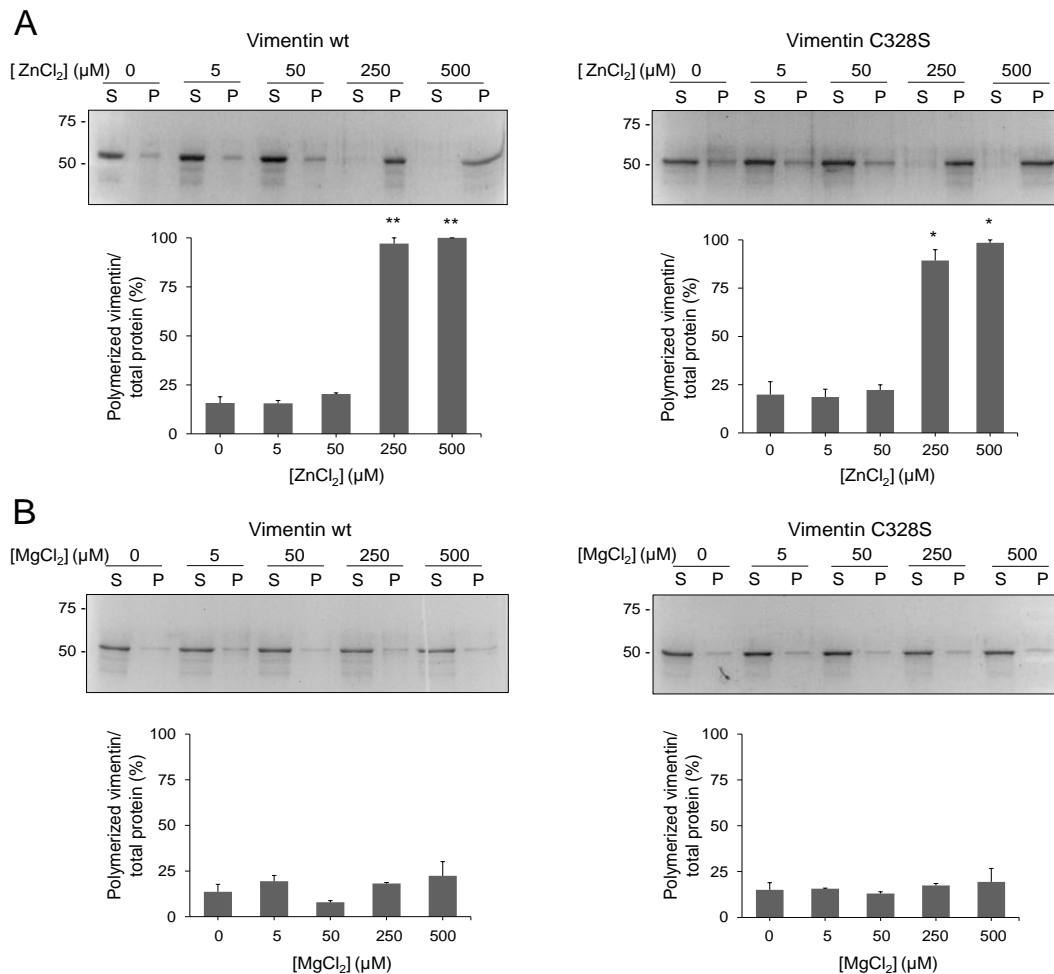 A
Vimentin wt
[ ZnCl₂] (µM) 0 5 50 250 500
S P S P S P S P S P
75 -
50 -
** **
Polymerized vimentin/
total protein (%)
100
75
50
25
0
0 5 50 250 500
[ZnCl₂] (µM)
Vimentin C328S
[ ZnCl₂] (µM) 0 5 50 250 500
S P S P S P S P S P
75 -
50 -
* *
Polymerized vimentin/
total protein (%)
100
75
50
25
0
0 5 50 250 500
[ZnCl₂] (µM)
B
Vimentin wt
[MgCl₂] (µM) 0 5 50 250 500
S P S P S P S P S P
75 -
50 -
Polymerized vimentin/
total protein (%)
100
75
50
25
0
0 5 50 250 500
[MgCl₂] (µM)
Vimentin C328S
[MgCl₂] (µM) 0 5 50 250 500
S P S P S P S P S P
75 -
50 -
Polymerized vimentin/
total protein (%)
100
75
50
25
0
0 5 50 250 500
[MgCl₂] (µM)